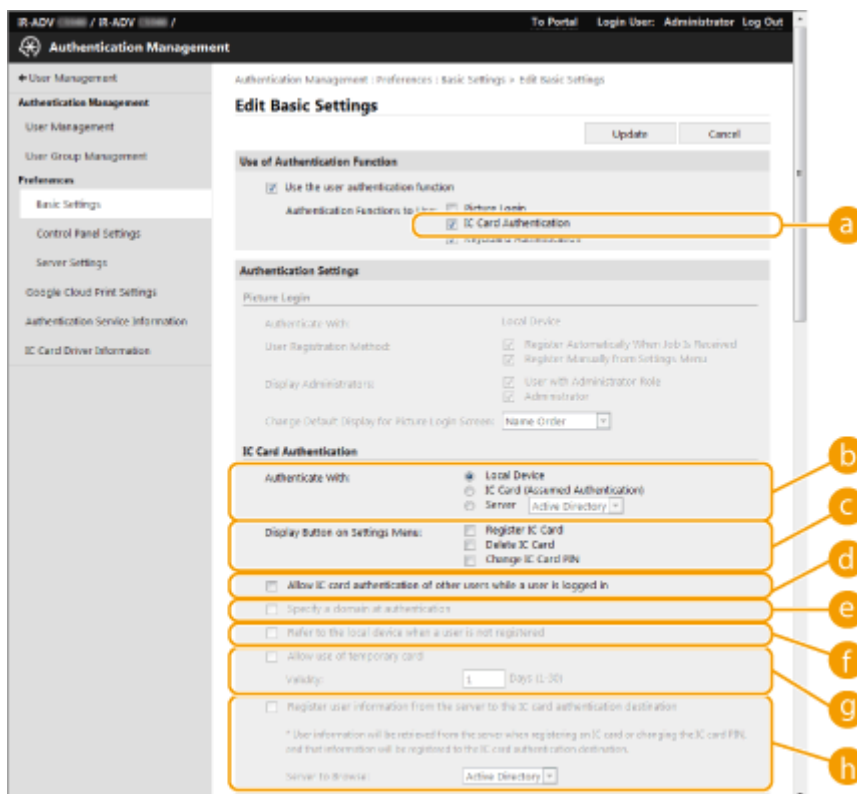 IR-ADV / IR-ADV /
To Portal Login User: Administrator Log Out
Authentication Management
User Management
Authentication Management
User Management
User Group Management
Preferences
Basic Settings
Control Panel Settings
Server Settings
Google Cloud Print Settings
Authentication Service Information
IC Card Driver Information
Authentication Management : Preferences : Basic Settings > Edit Basic Settings
Edit Basic Settings
Update Cancel
Use of Authentication Function
Use the user authentication function
Authentication Functions to Use: Picture Login
IC Card Authentication
a
Authentication Settings
Picture Login
Authenticate With: Local Device
User Registration Method: Register Automatically When Job Is Received
Register Manually from Settings Menu
Display Administrators: User with Administrator Role
Administrator
Change Default Display for Picture Login Screen: Name Order
IC Card Authentication
b
Authenticate With: Local Device
IC Card (Assumed Authentication)
Server Active Directory
c
Display Button on Settings Menu: Register IC Card
Delete IC Card
Change IC Card PIN
d
Allow IC card authentication of other users while a user is logged in
e
Specify a domain at authentication
f
Refer to the local device when a user is not registered
g
Allow use of temporary card
Validity: 1 Days (1-30)
h
Register user information from the server to the IC card authentication destination
* User information will be retrieved from the server when registering an IC card or changing the IC card PIN,
and that information will be registered to the IC card authentication destination.
Server to Browse: Active Directory